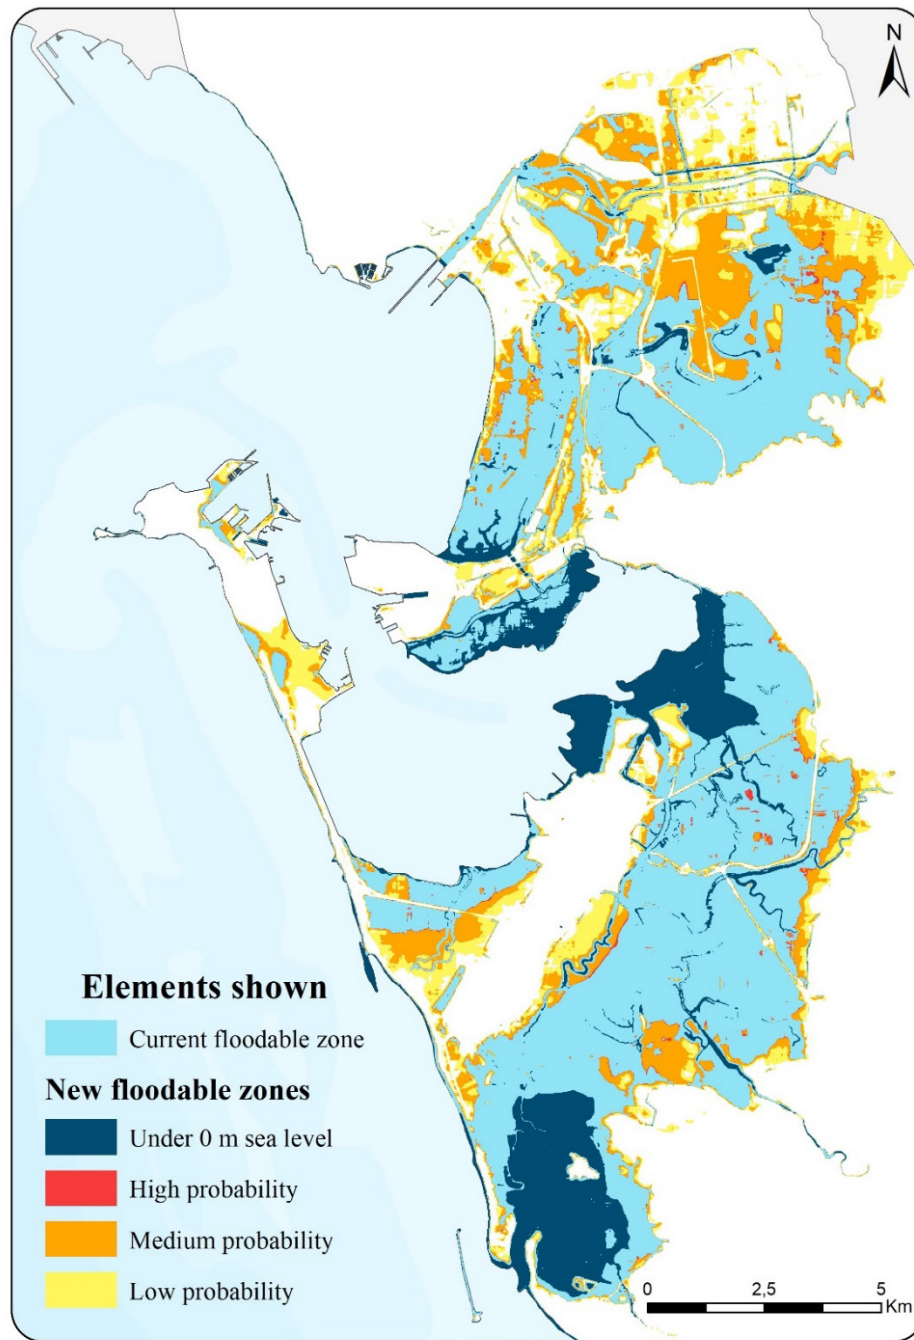 N
Elements shown
Current floodable zone
New floodable zones
Under 0 m sea level
High probability
Medium probability
Low probability
0 2,5 5
Km